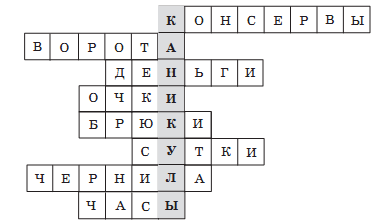 КОНСЕРВЫ
ВОРОТА
ДЕНЬГИ
ОЧКИ
БРЮКИ
СУТКИ
ЧЕРНИЛА
ЧАСЫ